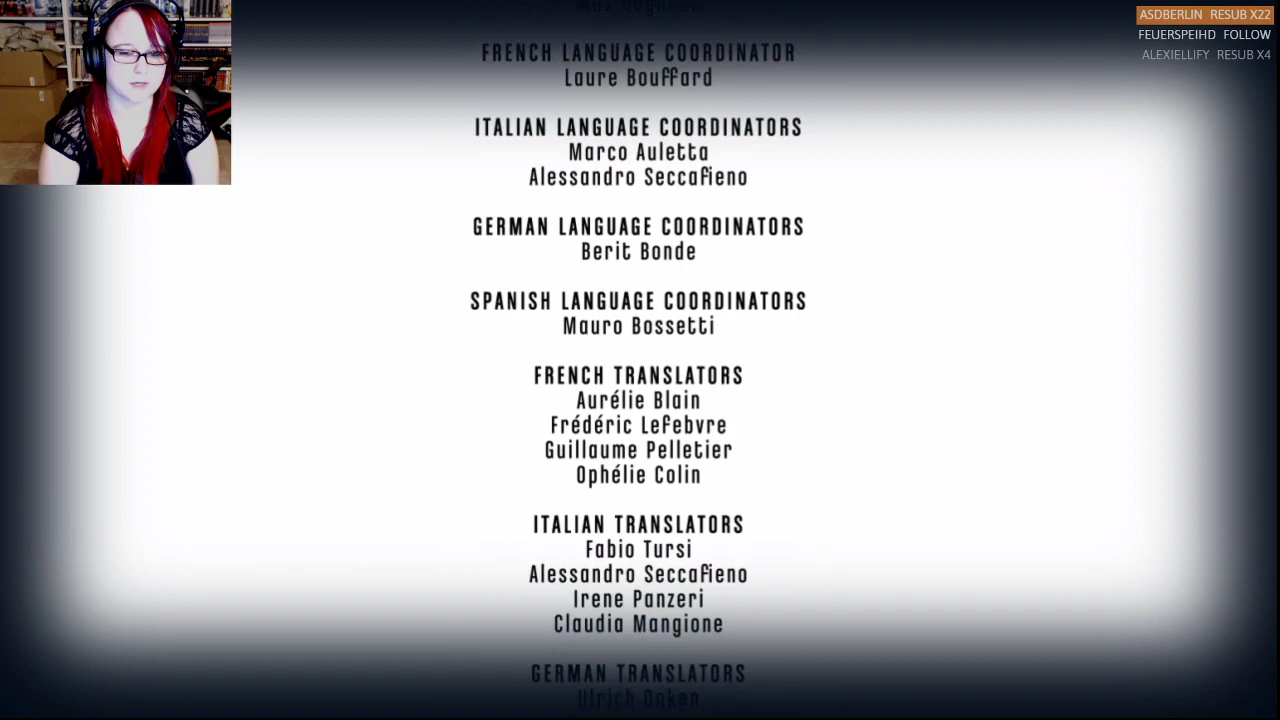 ASDBERLIN RESUB X22
FEUERSPEIHD FOLLOW
ALEXIELLIFY RESUB X4
FRENCH LANGUAGE COORDINATOR
Laure Bouffard
ITALIAN LANGUAGE COORDINATORS
Marco Auletta
Alessandro Seccafieno
GERMAN LANGUAGE COORDINATORS
Berit Bonde
SPANISH LANGUAGE COORDINATORS
Mauro Bossetti
FRENCH TRANSLATORS
Aurélie Blain
Frédéric Lefebvre
Guillaume Pelletier
Ophélie Colin
ITALIAN TRANSLATORS
Fabio Tursi
Alessandro Seccafieno
Irene Panzeri
Claudia Mangione
GERMAN TRANSLATORS
Ulrich